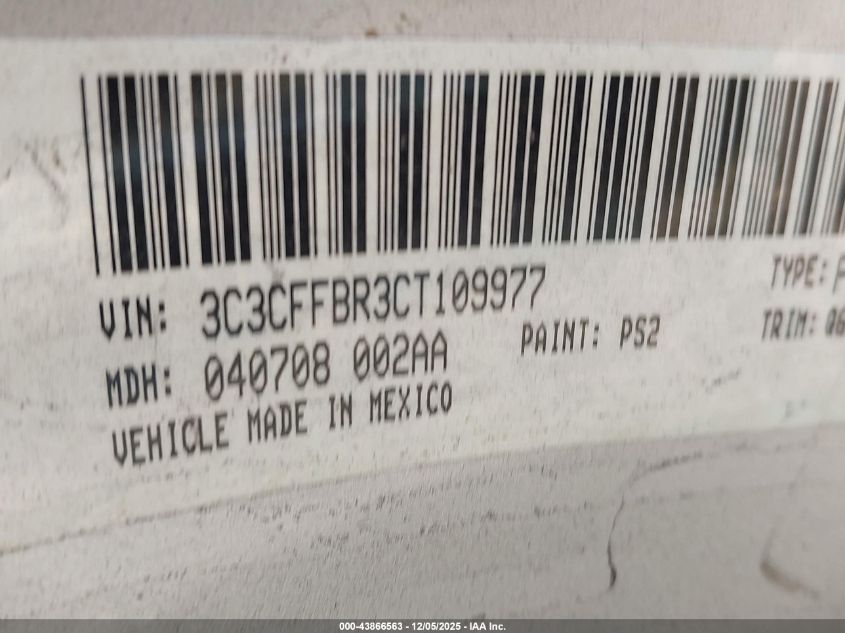 VIN: 3C3CFFBR3CT109977
TYPE:
MDH: 040708 002AA
PAINT: PS2
TRIM: 06
VEHICLE MADE IN MEXICO
000-43866563 - 12/05/2025 - IAA Inc.